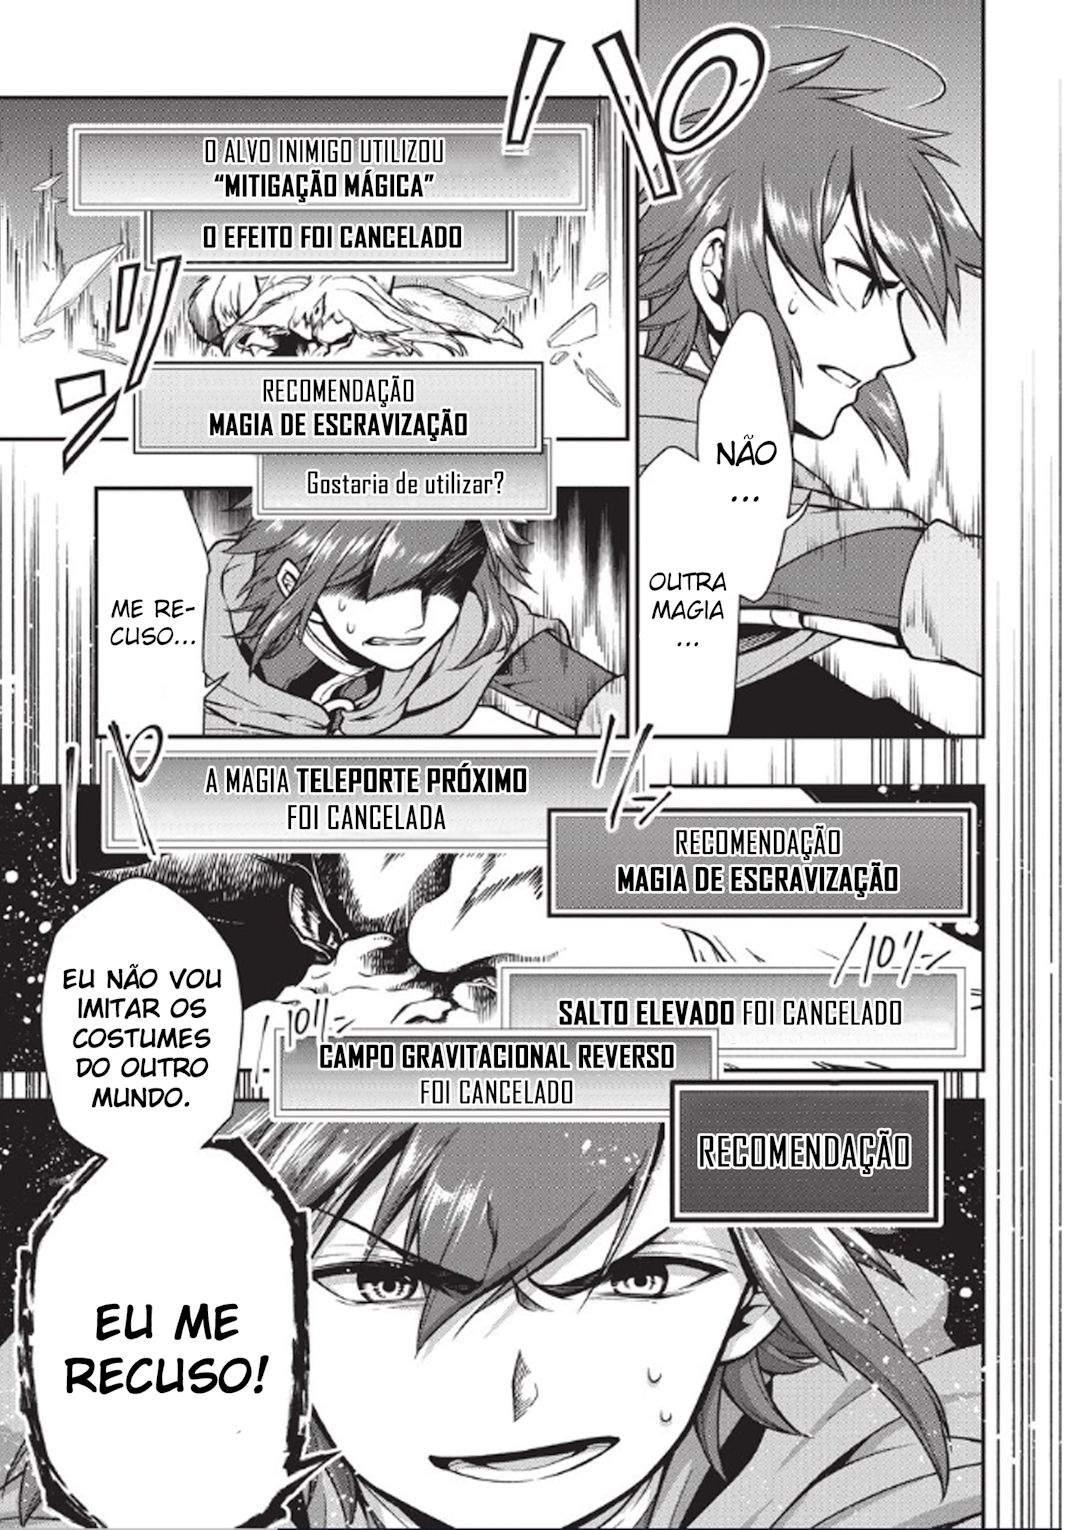 NÃO
...
OUTRA
MAGIA
...
O ALVO INIMIGO UTILIZOU
“MITIGAÇÃO MÁGICA”
O EFEITO FOI CANCELADO
RECOMENDAÇÃO
MAGIA DE ESCRAVIZAÇÃO
Gostaria de utilizar?
ME RE-
CUSO...
A MAGIA TELEPORTE PRÓXIMO
FOI CANCELADA
RECOMENDAÇÃO
MAGIA DE ESCRAVIZAÇÃO
SALTO ELEVADO FOI CANCELADO
CAMPO GRAVITACIONAL REVERSO
FOI CANCELADO
RECOMENDAÇÃO
EU NÃO VOU
IMITAR OS
COSTUMES
DO OUTRO
MUNDO.
EU ME
RECUSO!